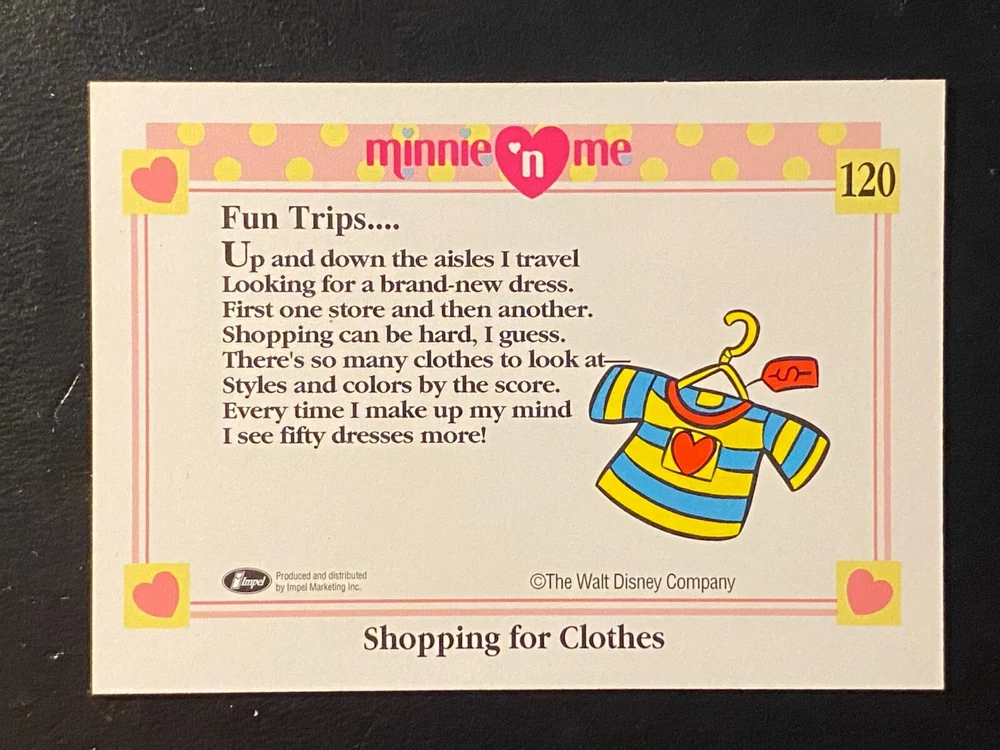 minnie 'n me
120
Fun Trips....
Up and down the aisles I travel
Looking for a brand-new dress.
First one store and then another.
Shopping can be hard, I guess.
There's so many clothes to look at—
Styles and colors by the score.
Every time I make up my mind
I see fifty dresses more!
$1
Impel
Produced and distributed
by Impel Marketing Inc.
©The Walt Disney Company
Shopping for Clothes